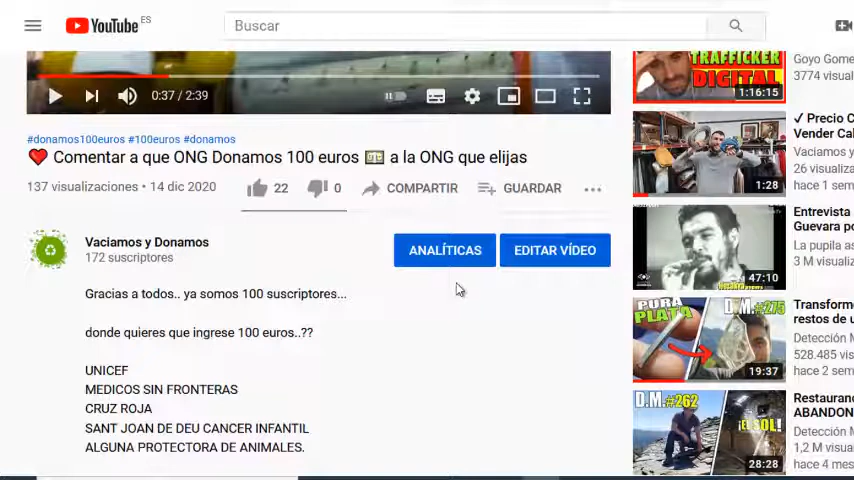 YouTube ES
Buscar
0:37 / 2:39
#donamos100euros #100euros #donamos
❤️ Comentar a que ONG Donamos 100 euros 💵 a la ONG que elijas
137 visualizaciones • 14 dic 2020
22
0
COMPARTIR
GUARDAR
Vaciamos y Donamos
172 suscriptores
ANALÍTICAS
EDITAR VÍDEO
Gracias a todos.. ya somos 100 suscriptores...
donde quieres que ingrese 100 euros..??
UNICEF
MEDICOS SIN FRONTERAS
CRUZ ROJA
SANT JOAN DE DEU CANCER INFANTIL
ALGUNA PROTECTORA DE ANIMALES.
TRAFFICKER
DIGITAL
1:16:15
Goyo Gome
3774 visual
1:28
✓ Precio C
Vender Cal
Vaciamos y
26 visualiza
hace 1 sem
47:10
Entrevista
Guevara po
La pupila as
3 M visualiz
PURA
PLATA
D.M.#275
19:37
Transform
restos de u
Detección M
528.485 vis
hace 2 sem
D.M.#262
¡EL SOL!
28:28
Restauran
ABANDON
Detección M
1,2 M visua
hace 4 mes